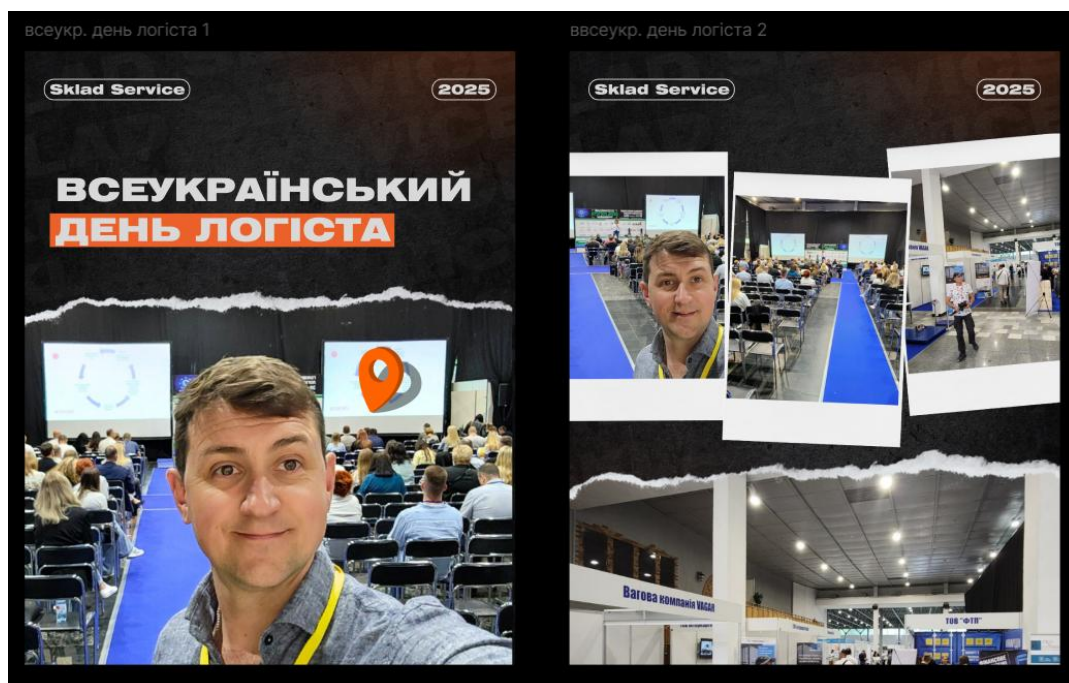 всеукр. день логіста 1
Sklad Service
2025
ВСЕУКРАЇНСЬКИЙ
ДЕНЬ ЛОГІСТА
ввсеукр. день логіста 2
Sklad Service
2025
Вагова компанія VAGAR
ТОВ "ФТП"